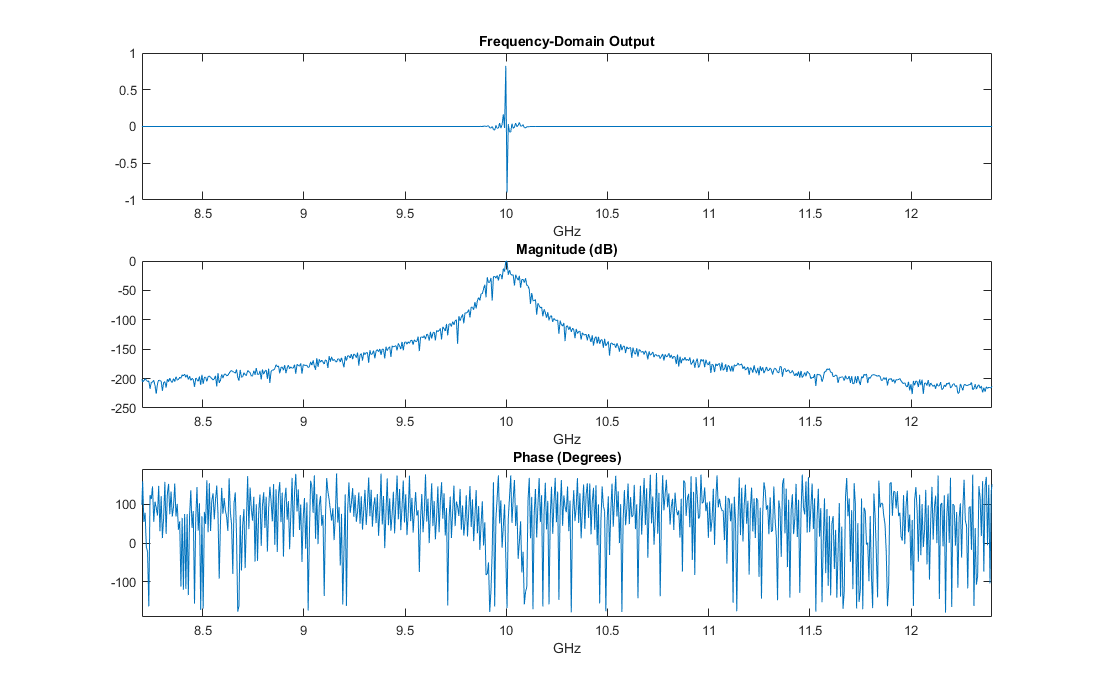 Frequency-Domain Output
1
0.5
0
-0.5
-1
8.5 9 9.5 10 10.5 11 11.5 12
GHz
Magnitude (dB)
0
-50
-100
-150
-200
-250
8.5 9 9.5 10 10.5 11 11.5 12
GHz
Phase (Degrees)
100
0
-100
8.5 9 9.5 10 10.5 11 11.5 12
GHz